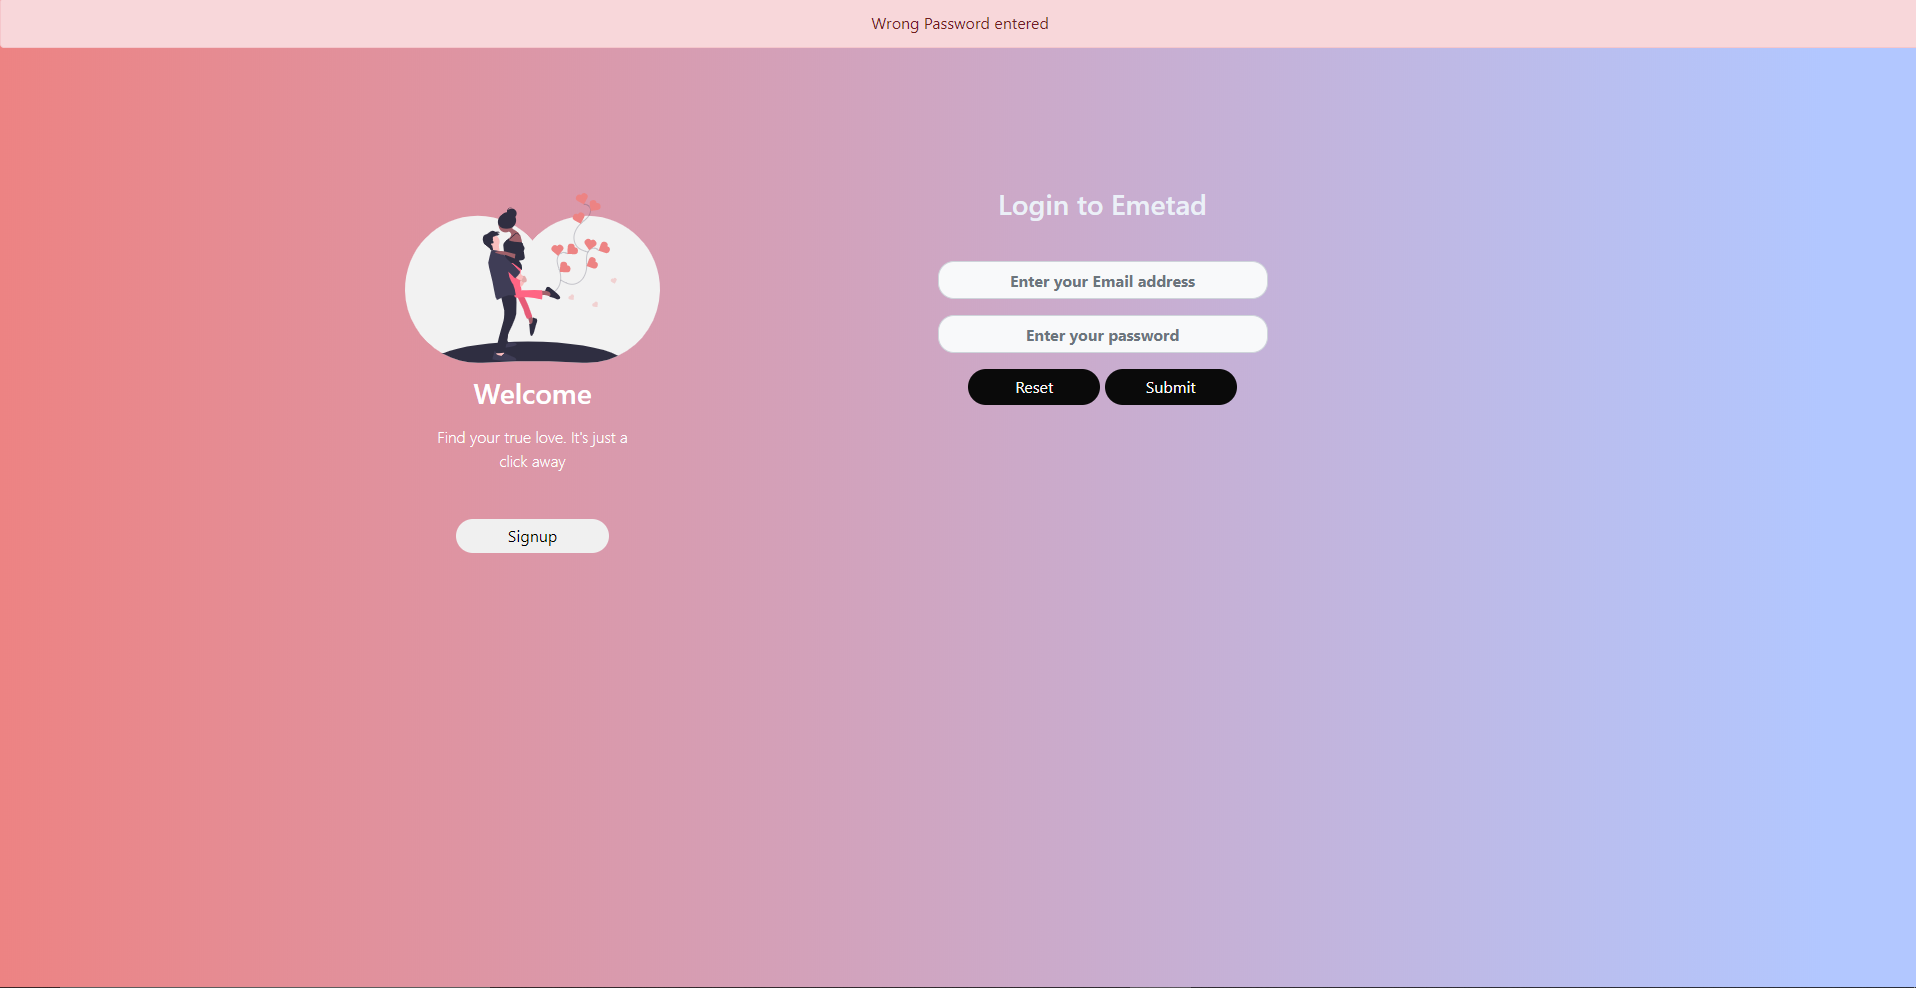 Wrong Password entered
Welcome
Find your true love. It's just a
click away
Signup
Login to Emetad
Enter your Email address
Enter your password
Reset
Submit